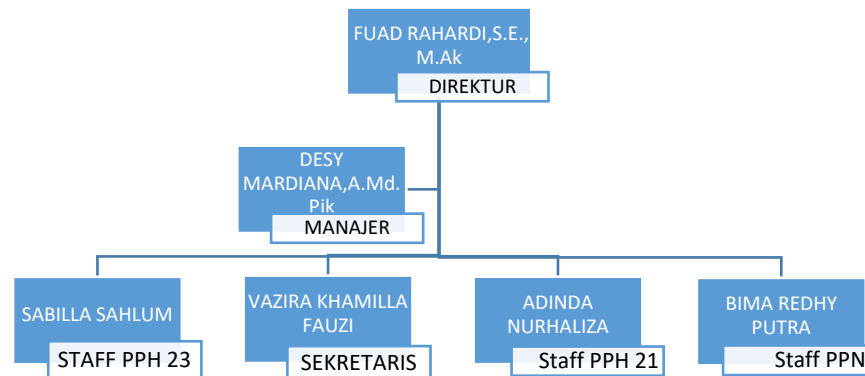 FUAD RAHARDI,S.E.,
M.Ak
DIREKTUR
DESY
MARDIANA,A.Md.
Pik
MANAJER
SABILLA SAHLUM
STAFF PPH 23
VAZIRA KHAMILLA
FAUZI
SEKRETARIS
ADINDA
NURHALIZA
Staff PPH 21
BIMA REDHY
PUTRA
Staff PPN